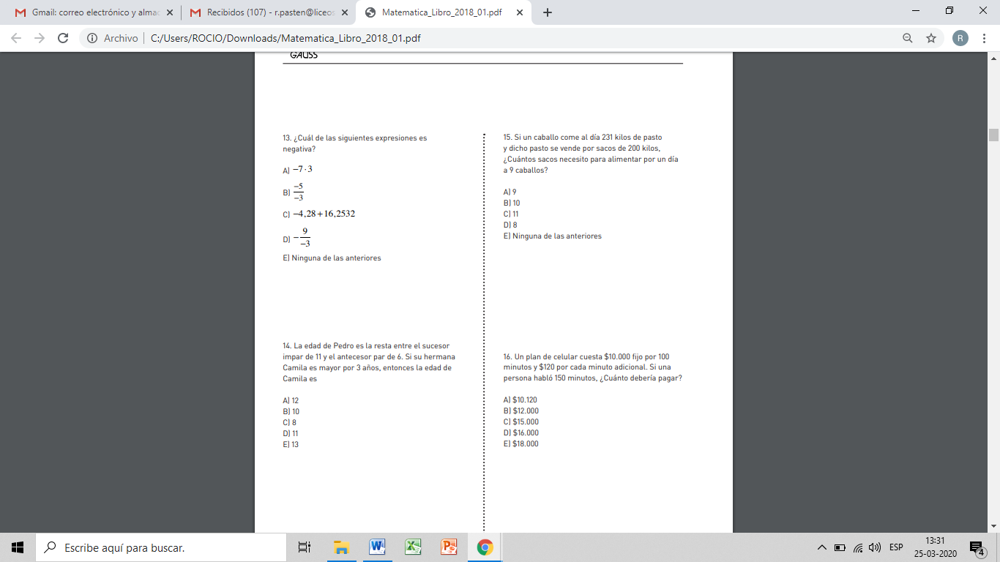 Gmail: correo electrónico y almac
Recibidos (107) - r.pasten@liceos
Matematica_Libro_2018_01.pdf
Archivo
C:/Users/ROCIO/Downloads/Matematica_Libro_2018_01.pdf
R
GAUSS
13. ¿Cuál de las siguientes expresiones es
negativa?
A) −7·3
B) −5/−3
C) −4,28+16,2532
D) −9/−3
E) Ninguna de las anteriores
14. La edad de Pedro es la resta entre el sucesor
impar de 11 y el antecesor par de 6. Si su hermana
Camila es mayor por 3 años, entonces la edad de
Camila es
A) 12
B) 10
C) 8
D) 11
E) 13
15. Si un caballo come al día 231 kilos de pasto
y dicho pasto se vende por sacos de 200 kilos,
¿Cuántos sacos necesito para alimentar por un día
a 9 caballos?
A) 9
B) 10
C) 11
D) 8
E) Ninguna de las anteriores
16. Un plan de celular cuesta $10.000 fijo por 100
minutos y $120 por cada minuto adicional. Si una
persona habló 150 minutos, ¿Cuánto debería pagar?
A) $10.120
B) $12.000
C) $15.000
D) $16.000
E) $18.000
Escribe aquí para buscar.
ESP
13:31
25-03-2020
4